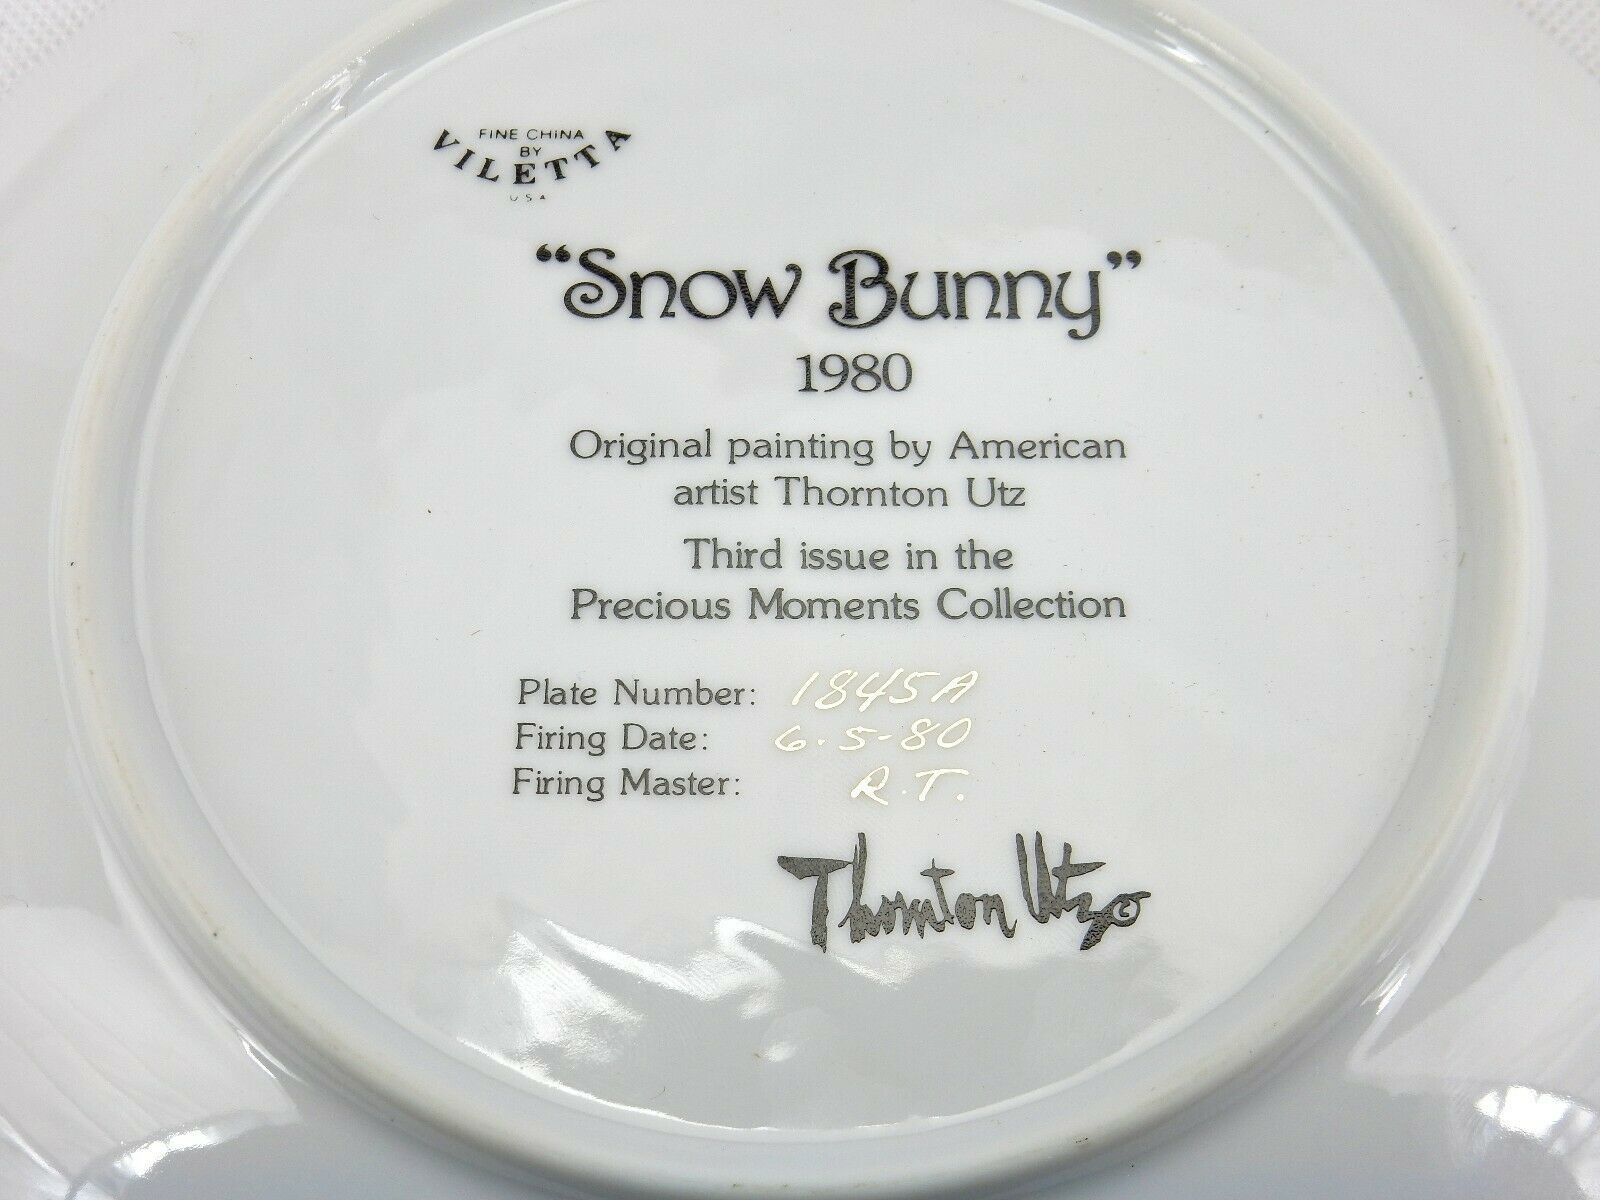 FINE CHINA
BY
VILETTA
USA
“Snow Bunny”
1980
Original painting by American
artist Thornton Utz
Third issue in the
Precious Moments Collection
Plate Number: 1845A
Firing Date: 6-5-80
Firing Master: R.T.
Thornton Utz ©